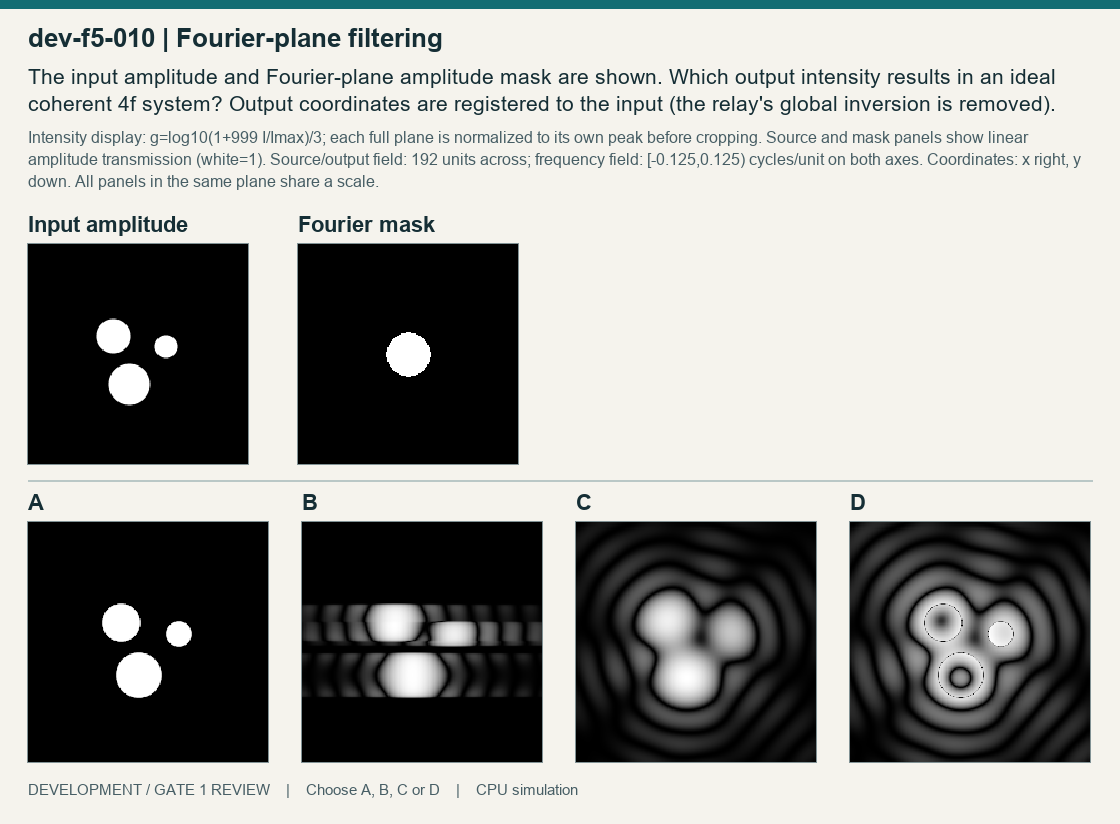 dev-f5-010 | Fourier-plane filtering
The input amplitude and Fourier-plane amplitude mask are shown. Which output intensity results in an ideal
coherent 4f system? Output coordinates are registered to the input (the relay's global inversion is removed).
Intensity display: g=log10(1+999 I/Imax)/3; each full plane is normalized to its own peak before cropping. Source and mask panels show linear
amplitude transmission (white=1). Source/output field: 192 units across; frequency field: [-0.125,0.125) cycles/unit on both axes. Coordinates: x right, y
down. All panels in the same plane share a scale.
Input amplitude Fourier mask
A B C D
DEVELOPMENT / GATE 1 REVIEW | Choose A, B, C or D | CPU simulation